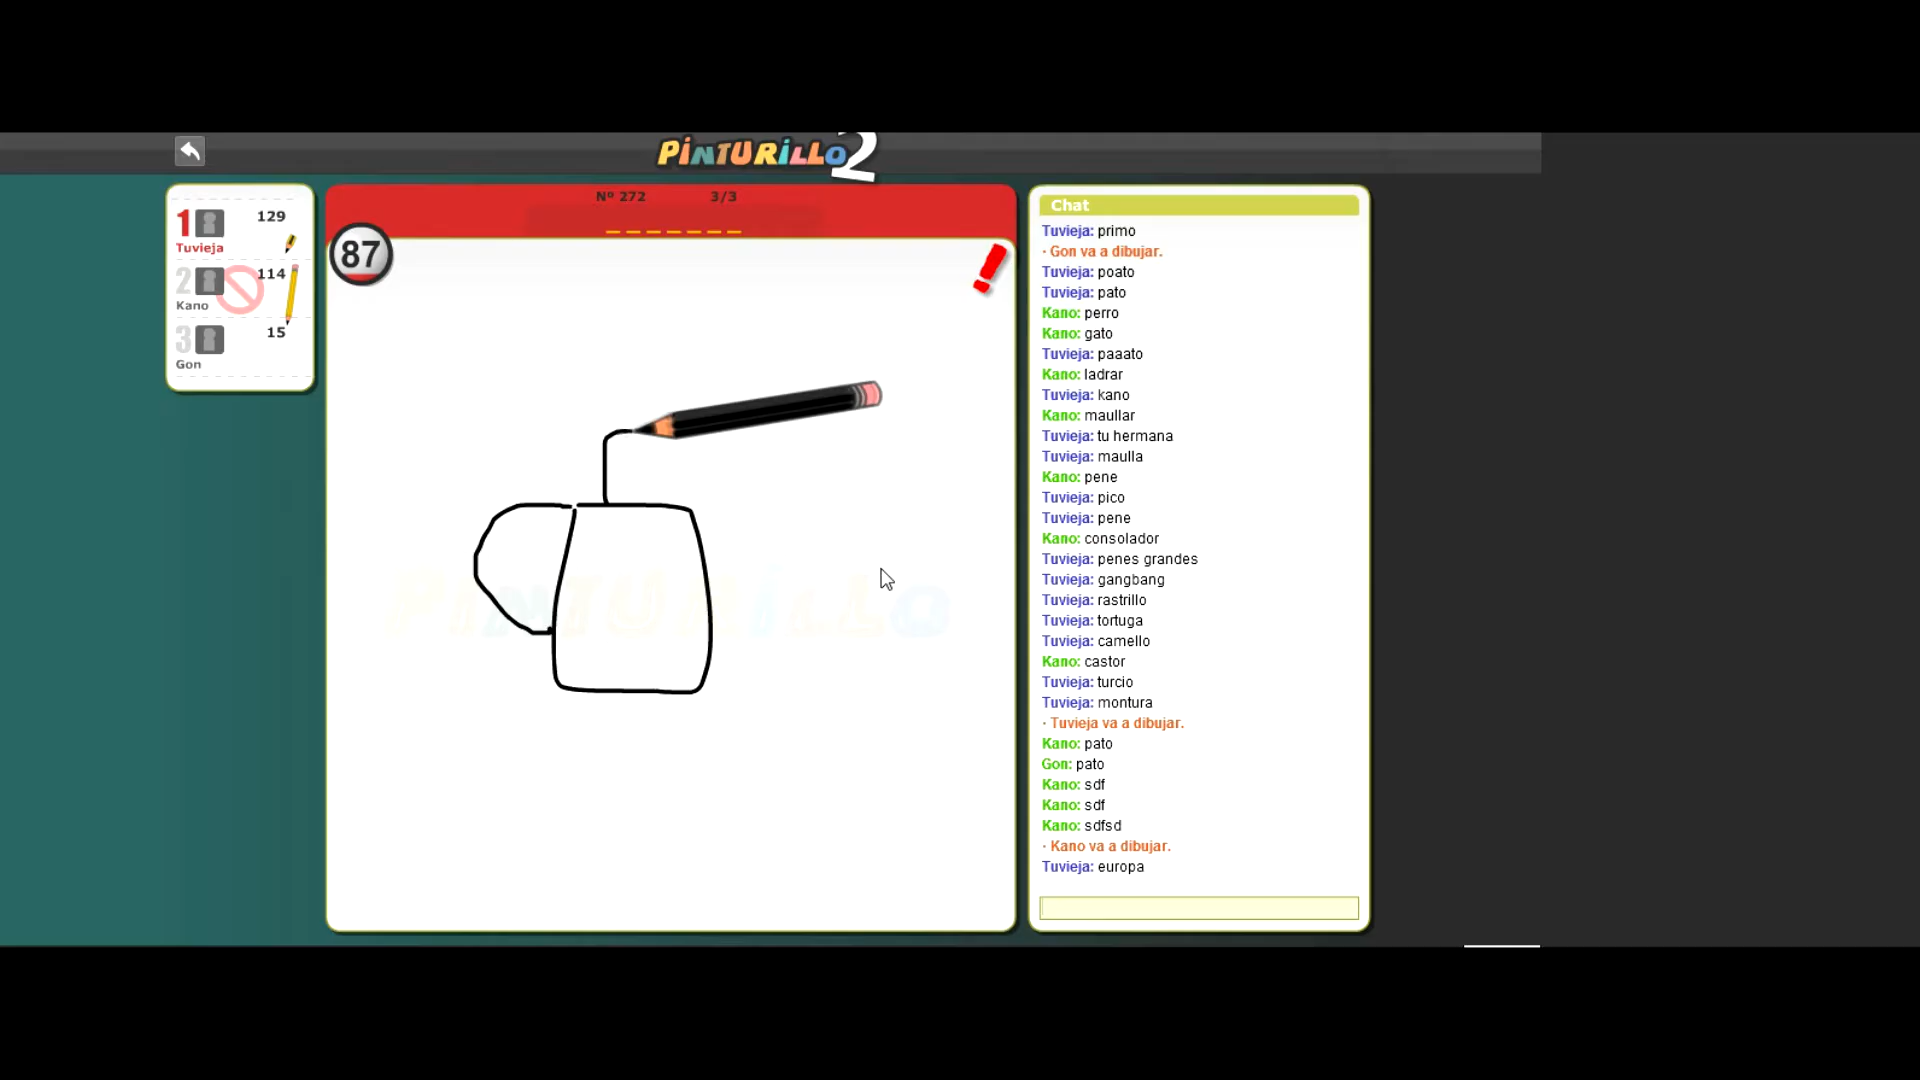 PINTURILLO 2
1 129
Tuvieja
2 114
Kano
3 15
Gon
Nº 272 3/3
_ _ _ _ _ _ _
87
PINTURILLO
Chat
Tuvieja: primo
· Gon va a dibujar.
Tuvieja: poato
Tuvieja: pato
Kano: perro
Kano: gato
Tuvieja: paaato
Kano: ladrar
Tuvieja: kano
Kano: maullar
Tuvieja: tu hermana
Tuvieja: maulla
Kano: pene
Tuvieja: pico
Tuvieja: pene
Kano: consolador
Tuvieja: penes grandes
Tuvieja: gangbang
Tuvieja: rastrillo
Tuvieja: tortuga
Tuvieja: camello
Kano: castor
Tuvieja: turcio
Tuvieja: montura
· Tuvieja va a dibujar.
Kano: pato
Gon: pato
Kano: sdf
Kano: sdf
Kano: sdfsd
· Kano va a dibujar.
Tuvieja: europa